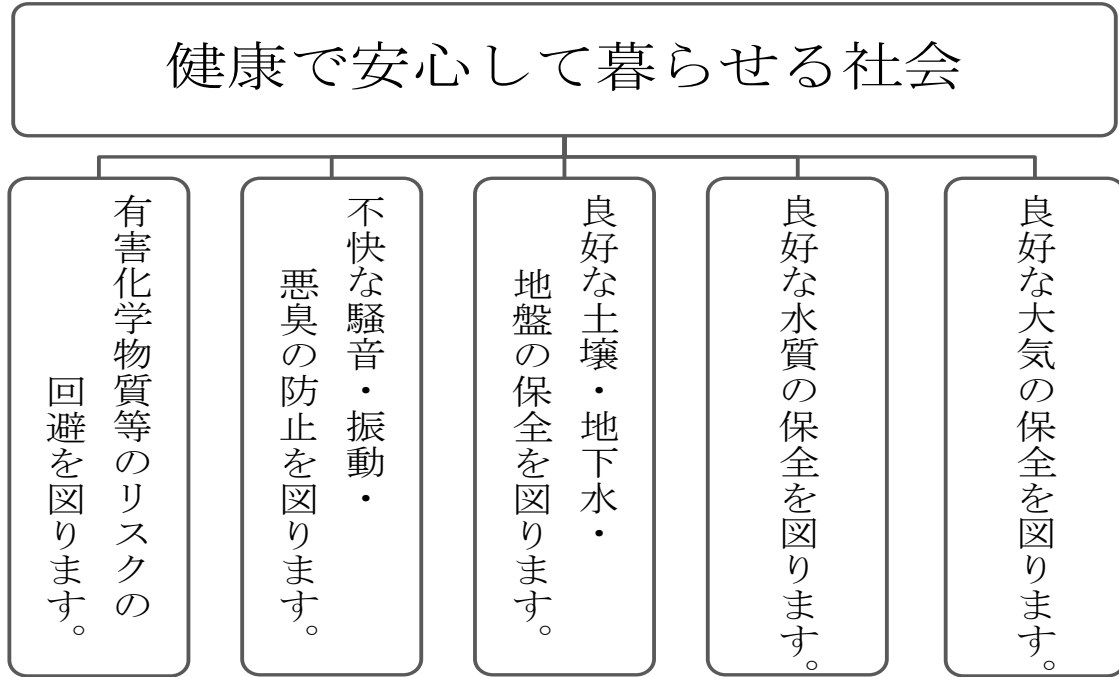 健康で安心して暮らせる社会
良好な大気の保全を図ります。
良好な水質の保全を図ります。
良好な土壌・地下水・
地盤の保全を図ります。
不快な騒音・振動・
悪臭の防止を図ります。
有害化学物質等のリスクの
回避を図ります。